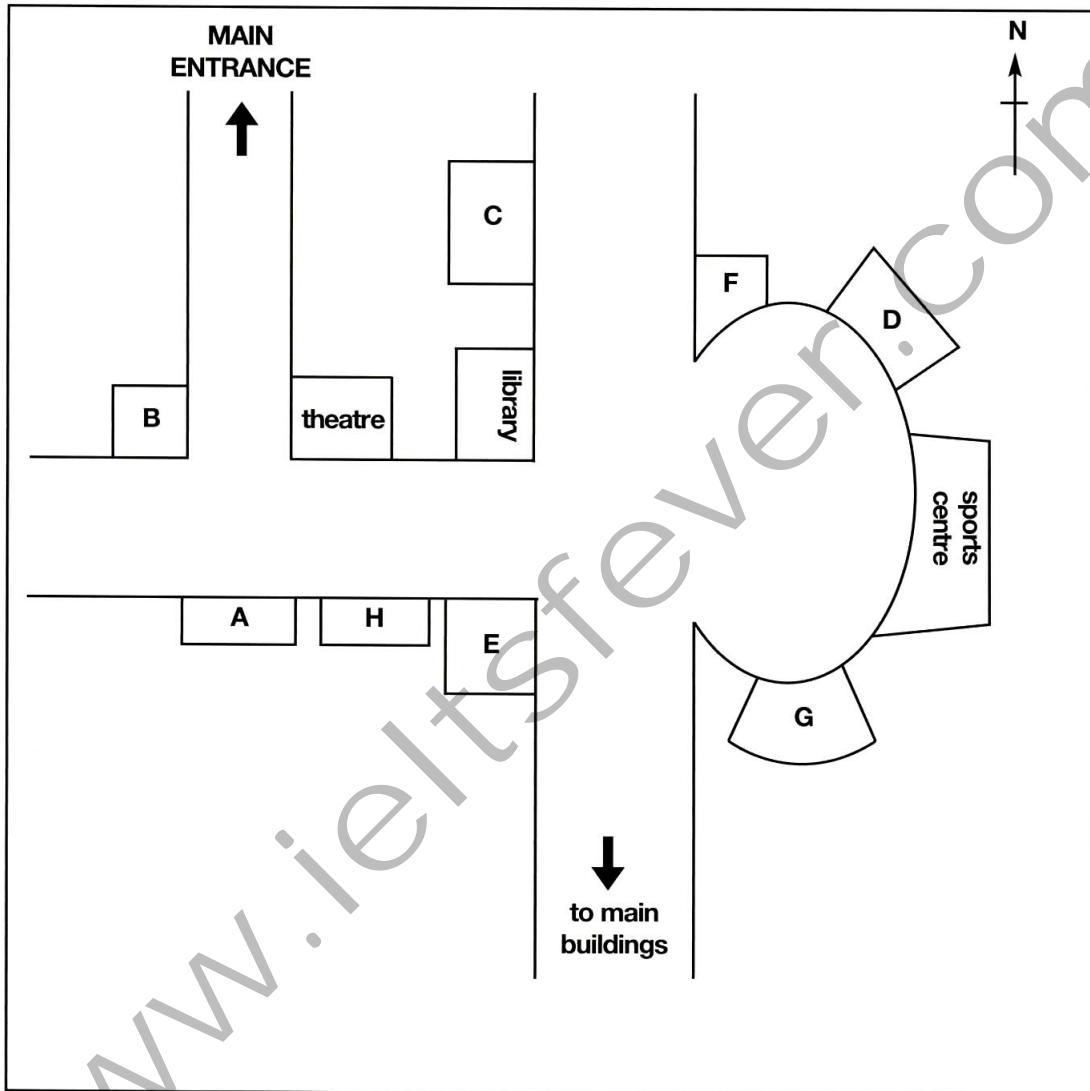 MAIN
ENTRANCE
N
C
F
D
B
theatre
library
sports
centre
A
H
E
G
to main
buildings
www.ieltsfever.com